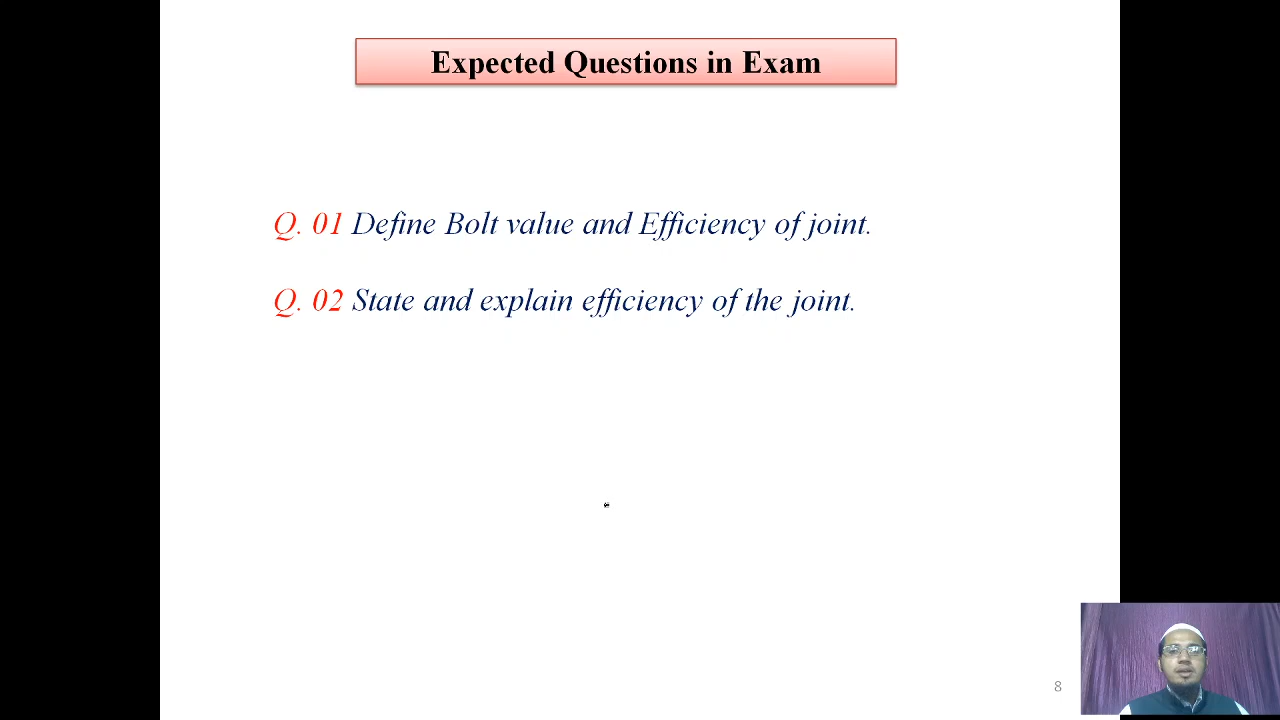 Expected Questions in Exam
Q. 01 Define Bolt value and Efficiency of joint.
Q. 02 State and explain efficiency of the joint.
8